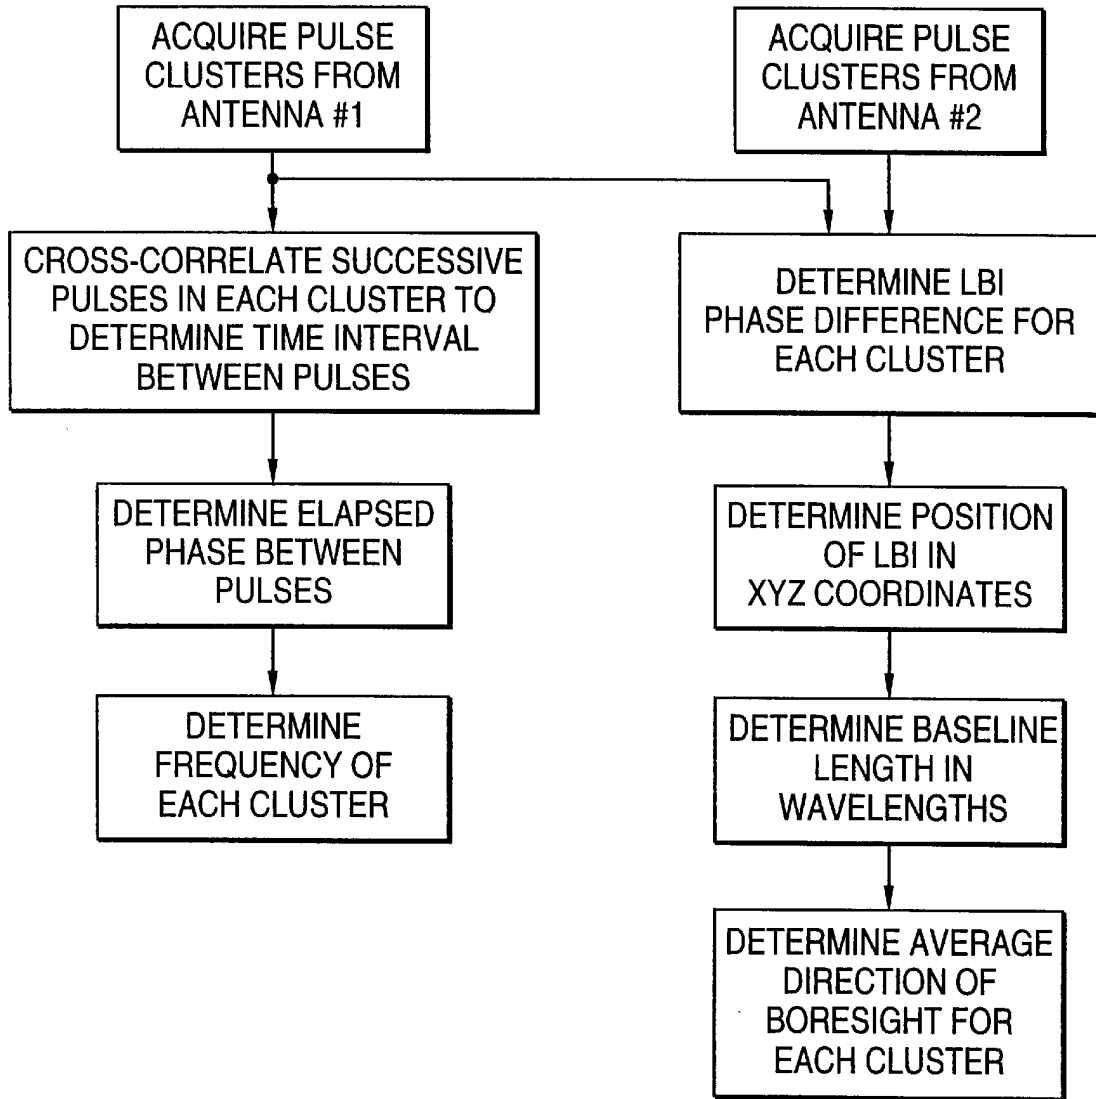 ACQUIRE PULSE
CLUSTERS FROM
ANTENNA #1
ACQUIRE PULSE
CLUSTERS FROM
ANTENNA #2
CROSS-CORRELATE SUCCESSIVE
PULSES IN EACH CLUSTER TO
DETERMINE TIME INTERVAL
BETWEEN PULSES
DETERMINE LBI
PHASE DIFFERENCE FOR
EACH CLUSTER
DETERMINE ELAPSED
PHASE BETWEEN
PULSES
DETERMINE POSITION
OF LBI IN
XYZ COORDINATES
DETERMINE
FREQUENCY OF
EACH CLUSTER
DETERMINE BASELINE
LENGTH IN
WAVELENGTHS
DETERMINE AVERAGE
DIRECTION OF
BORESIGHT FOR
EACH CLUSTER